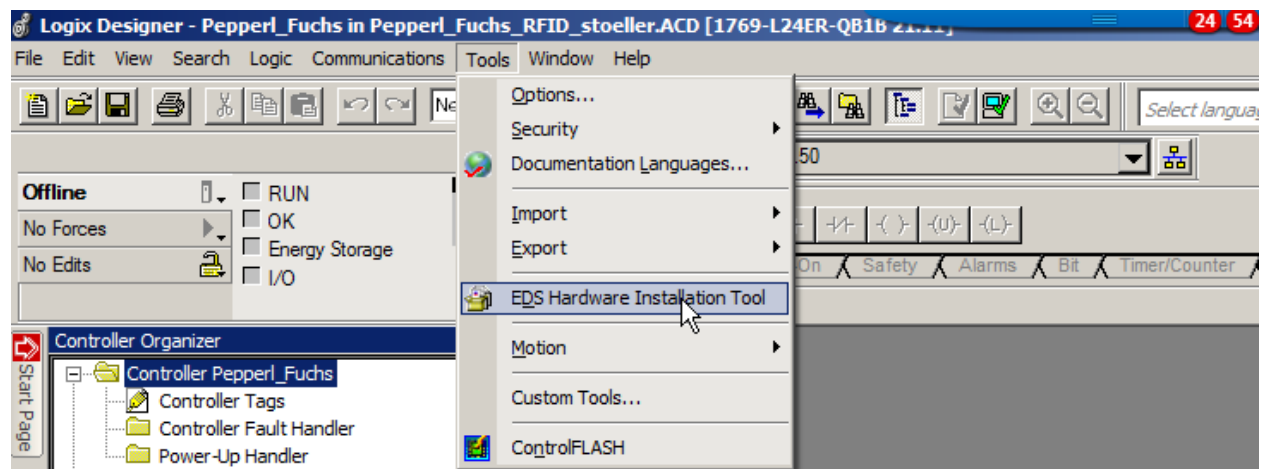 Logix Designer - Pepperl_Fuchs in Pepperl_Fuchs_RFID_stoeller.ACD [1769-L24ER-QB1B 21.11]
24 54
File Edit View Search Logic Communications Tools Window Help
Ne
Select langua
Options...
Security
Documentation Languages...
Import
Export
EDS Hardware Installation Tool
Motion
Custom Tools...
ControlFLASH
.50
Offline
RUN
No Forces
OK
Energy Storage
No Edits
I/O
(U) (L)
On Safety Alarms Bit Timer/Counter
Start Page
Controller Organizer
Controller Pepperl_Fuchs
Controller Tags
Controller Fault Handler
Power-Up Handler